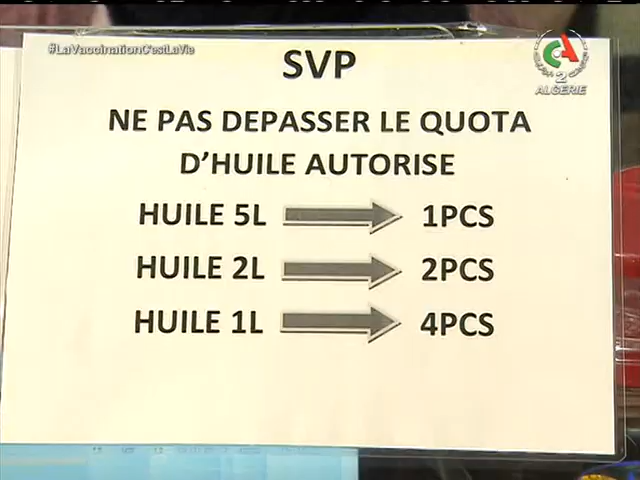 #LaVaccinationC'estLaVie
2
ALGERIE
SVP
NE PAS DEPASSER LE QUOTA
D'HUILE AUTORISE
HUILE 5L 1PCS
HUILE 2L 2PCS
HUILE 1L 4PCS